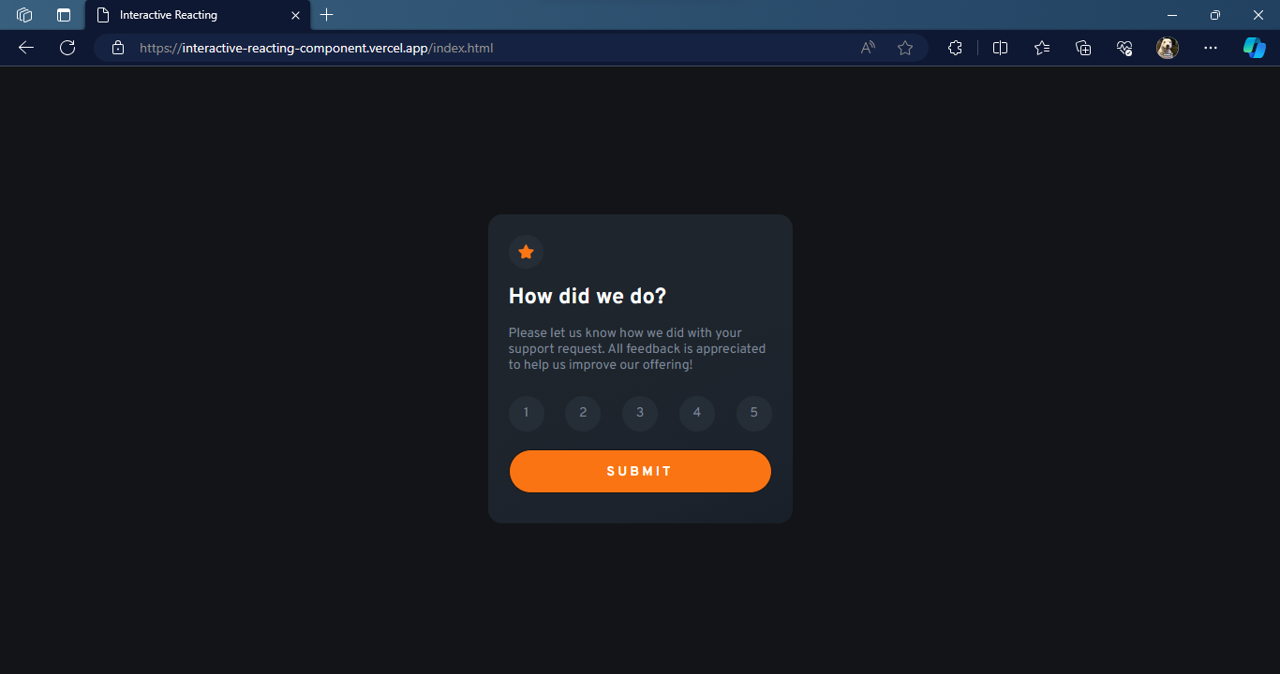 Interactive Reacting
https://interactive-reacting-component.vercel.app/index.html
How did we do?
Please let us know how we did with your
support request. All feedback is appreciated
to help us improve our offering!
1 2 3 4 5
SUBMIT